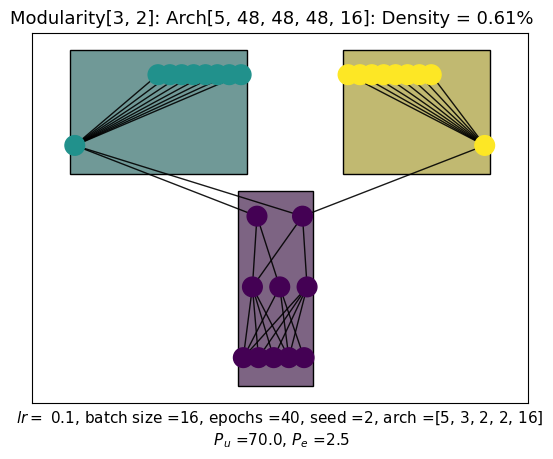 Modularity[3, 2]: Arch[5, 48, 48, 48, 16]: Density = 0.61%
lr = 0.1, batch size =16, epochs =40, seed =2, arch =[5, 3, 2, 2, 16]
P_u =70.0, P_e =2.5